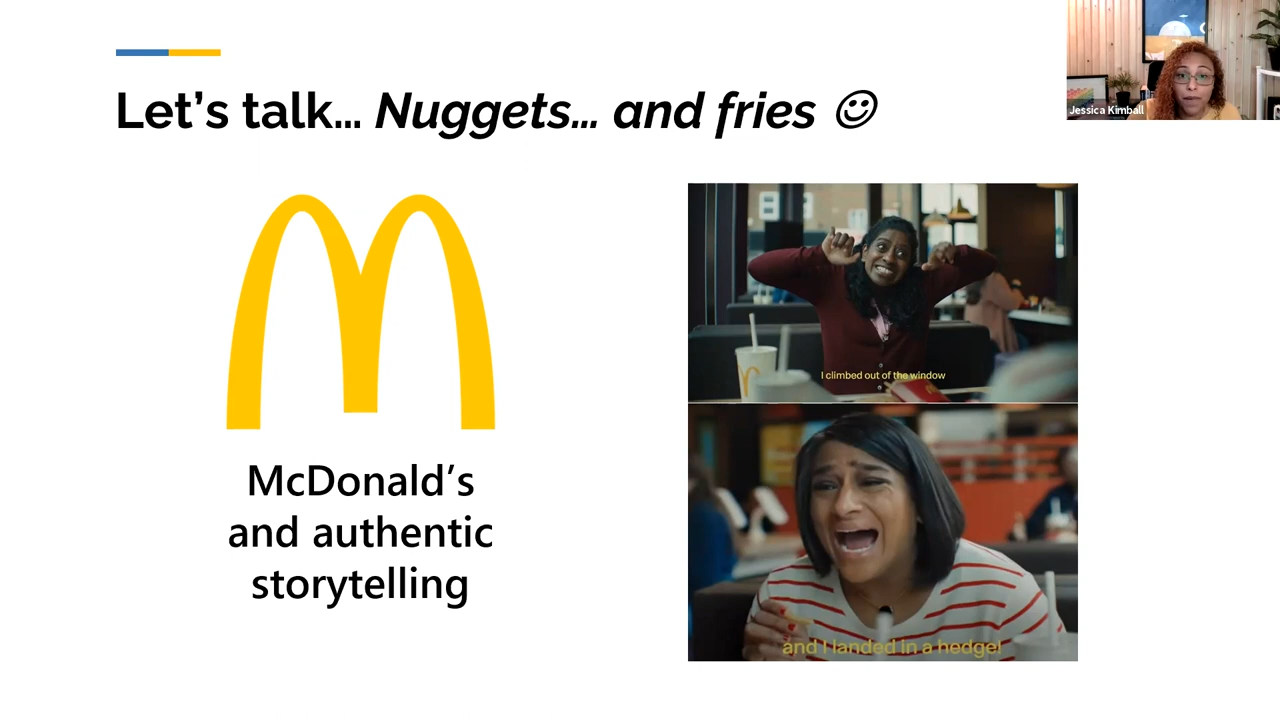 Let’s talk… Nuggets… and fries ☺
Jessica Kimball
McDonald’s
and authentic
storytelling
I climbed out of the window
and I landed in a hedge!